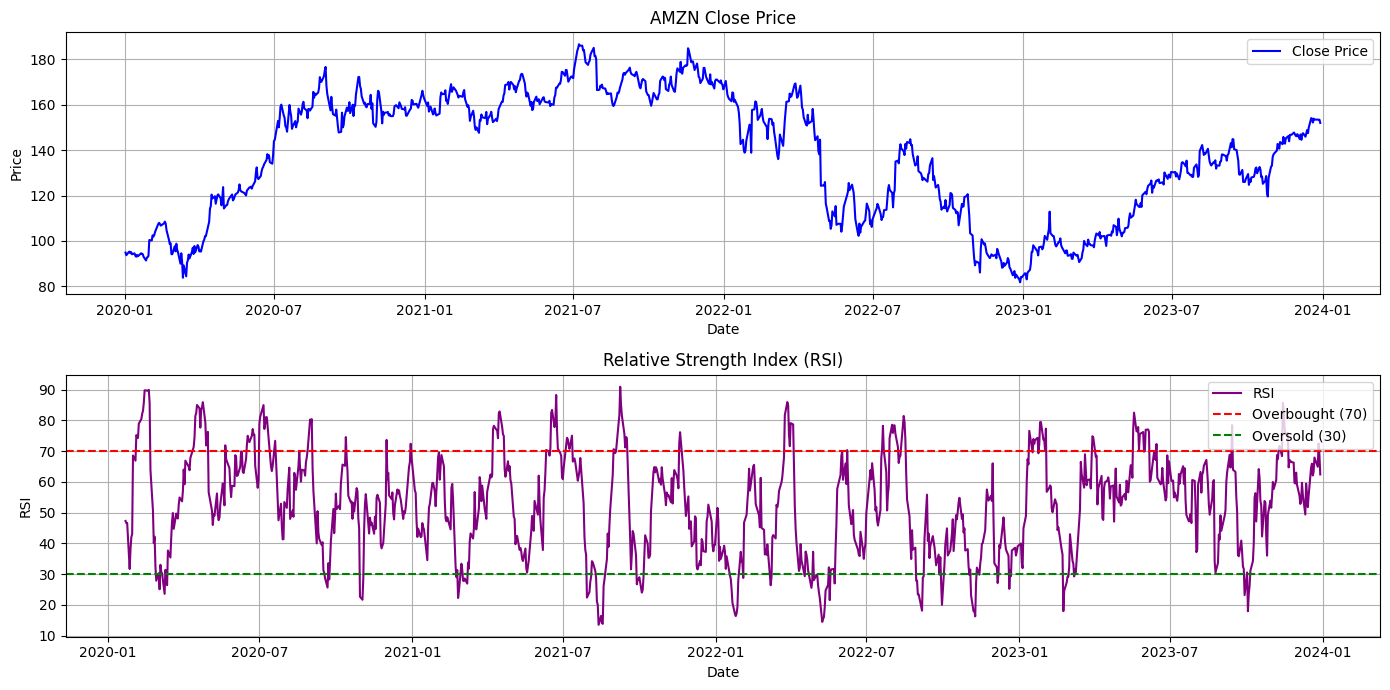 AMZN Close Price
Close Price
Price
180
160
140
120
100
80
2020-01 2020-07 2021-01 2021-07 2022-01 2022-07 2023-01 2023-07 2024-01
Date
Relative Strength Index (RSI)
RSI
Overbought (70)
Oversold (30)
RSI
90
80
70
60
50
40
30
20
10
2020-01 2020-07 2021-01 2021-07 2022-01 2022-07 2023-01 2023-07 2024-01
Date